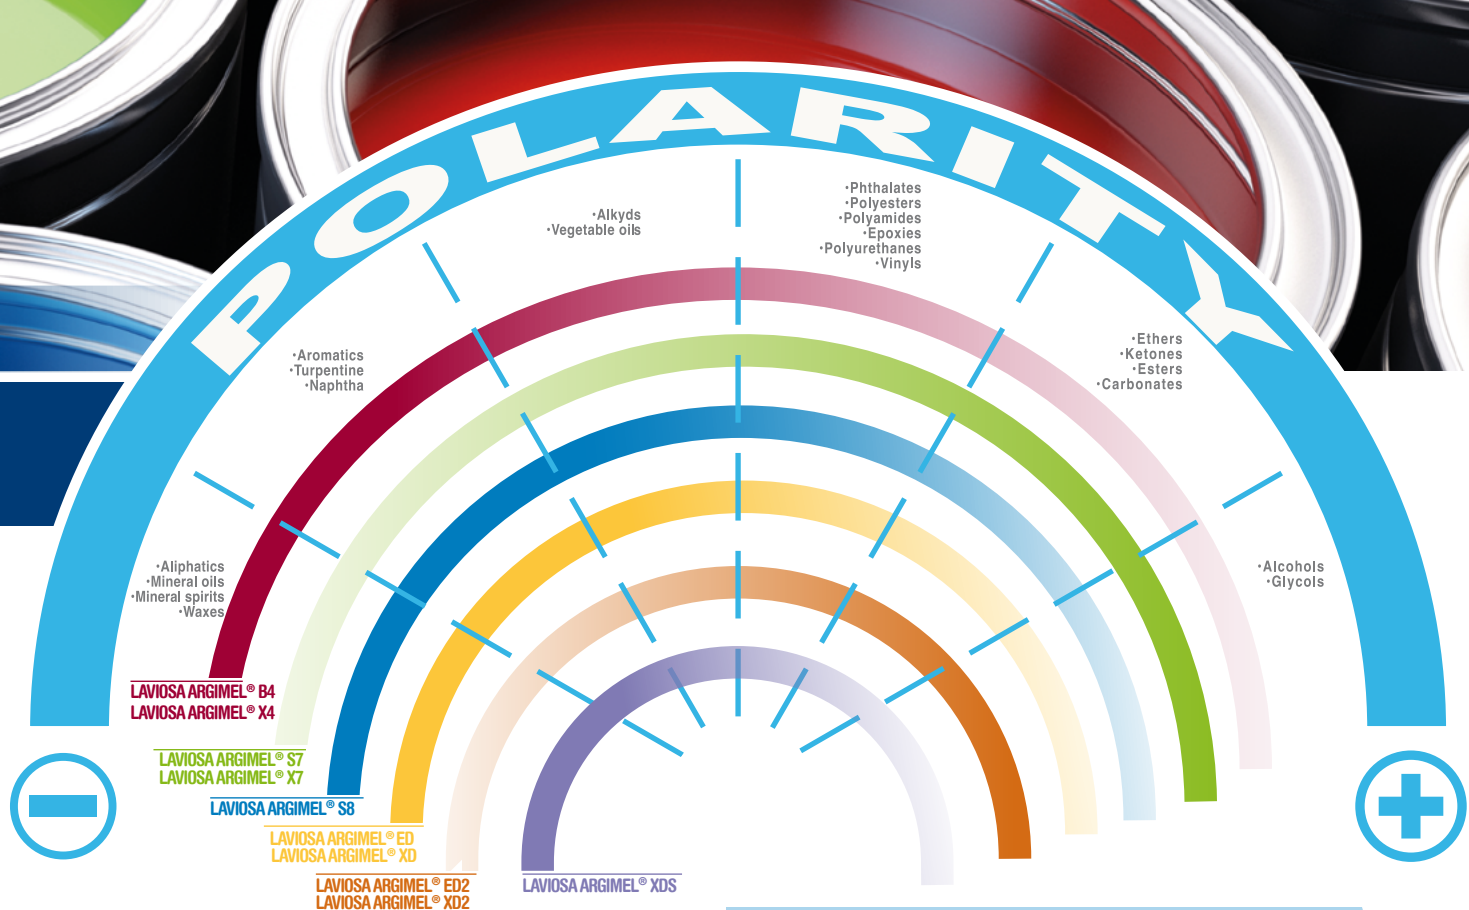 POLARITY
·Phthalates
·Polyesters
·Polyamides
·Epoxies
·Polyurethanes
·Vinyls
·Alkyds
·Vegetable oils
·Ethers
·Ketones
·Esters
·Carbonates
·Aromatics
·Turpentine
·Naphtha
·Aliphatics
·Mineral oils
·Mineral spirits
·Waxes
·Alcohols
·Glycols
LAVIOSA ARGIMEL® B4
LAVIOSA ARGIMEL® X4
LAVIOSA ARGIMEL® S7
LAVIOSA ARGIMEL® X7
LAVIOSA ARGIMEL® S8
LAVIOSA ARGIMEL® ED
LAVIOSA ARGIMEL® XD
LAVIOSA ARGIMEL® ED2
LAVIOSA ARGIMEL® XD2
LAVIOSA ARGIMEL® XDS